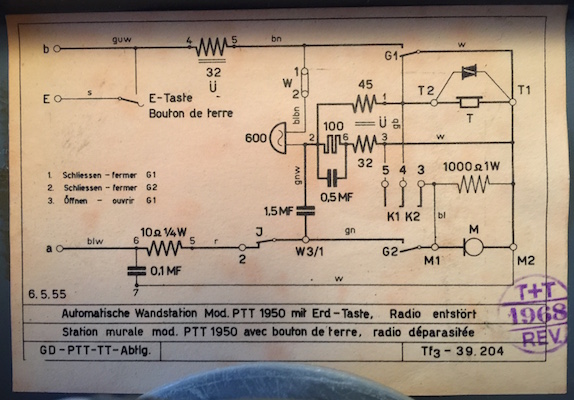 b guw 4 5 bn G1 w
32
Ü
1
W
2
E s E-Taste
Bouton de terre
T2 T T1
45
1
blbn
600
100
2 6 Ü gb
3 w
32
1. Schliessen - fermer G1
2. Schliessen - fermer G2
3. Öffnen - ouvrir G1
gnw
0,5 MF
5 4 3
K1 K2
1000Ω 1W
1,5 MF
bl
a blw 6 10Ω 1/4W 5 r 2 J W3/1 gn G2 M1 M M2
0,1 MF
7
w
6.5.55
Automatische Wandstation Mod. PTT 1950 mit Erd-Taste, Radio entstört
Station murale mod. PTT 1950 avec bouton de terre, radio déparasitée
GD-PTT-TT-Abtlg. Tf3 - 39.204
T+T
1968
REV.